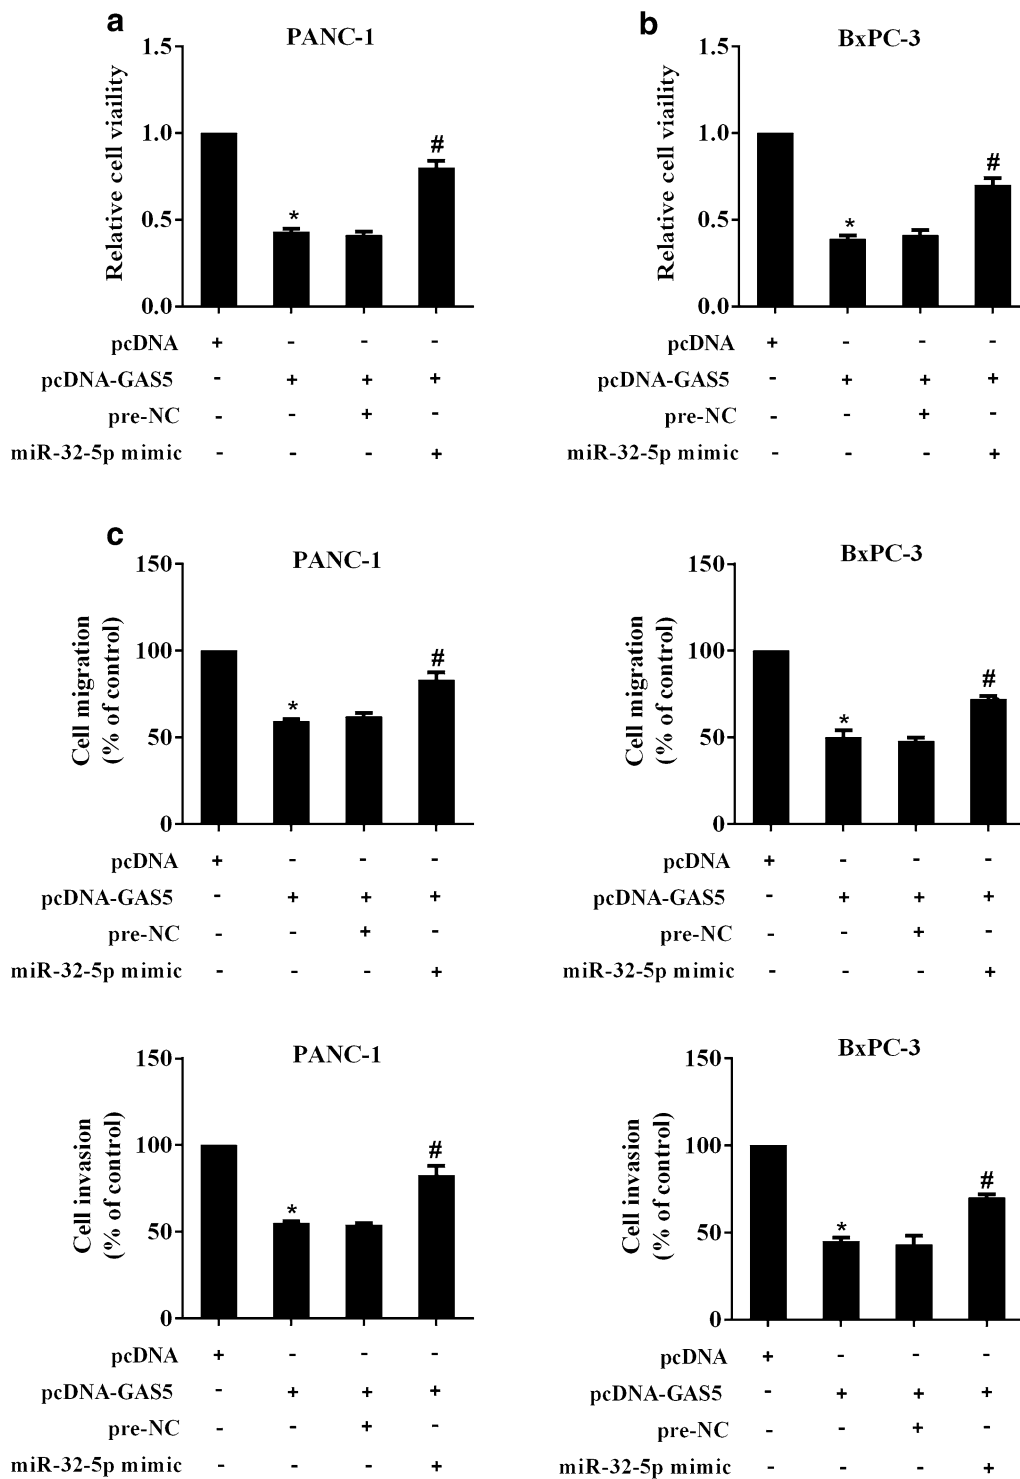 a
PANC-1
Relative cell viaility
1.5
1.0
0.5
0.0
*
#
pcDNA + - - -
pcDNA-GAS5 - + + +
pre-NC - - + -
miR-32-5p mimic - - - +
b
BxPC-3
Relative cell viaility
1.5
1.0
0.5
0.0
*
#
pcDNA + - - -
pcDNA-GAS5 - + + +
pre-NC - - + -
miR-32-5p mimic - - - +
c
PANC-1
Cell migration
(% of control)
150
100
50
0
*
#
pcDNA + - - -
pcDNA-GAS5 - + + +
pre-NC - - + -
miR-32-5p mimic - - - +
BxPC-3
Cell migration
(% of control)
150
100
50
0
*
#
pcDNA + - - -
pcDNA-GAS5 - + + +
pre-NC - - + -
miR-32-5p mimic - - - +
PANC-1
Cell invasion
(% of control)
150
100
50
0
*
#
pcDNA + - - -
pcDNA-GAS5 - + + +
pre-NC - - + -
miR-32-5p mimic - - - +
BxPC-3
Cell invasion
(% of control)
150
100
50
0
*
#
pcDNA + - - -
pcDNA-GAS5 - + + +
pre-NC - - + -
miR-32-5p mimic - - - +